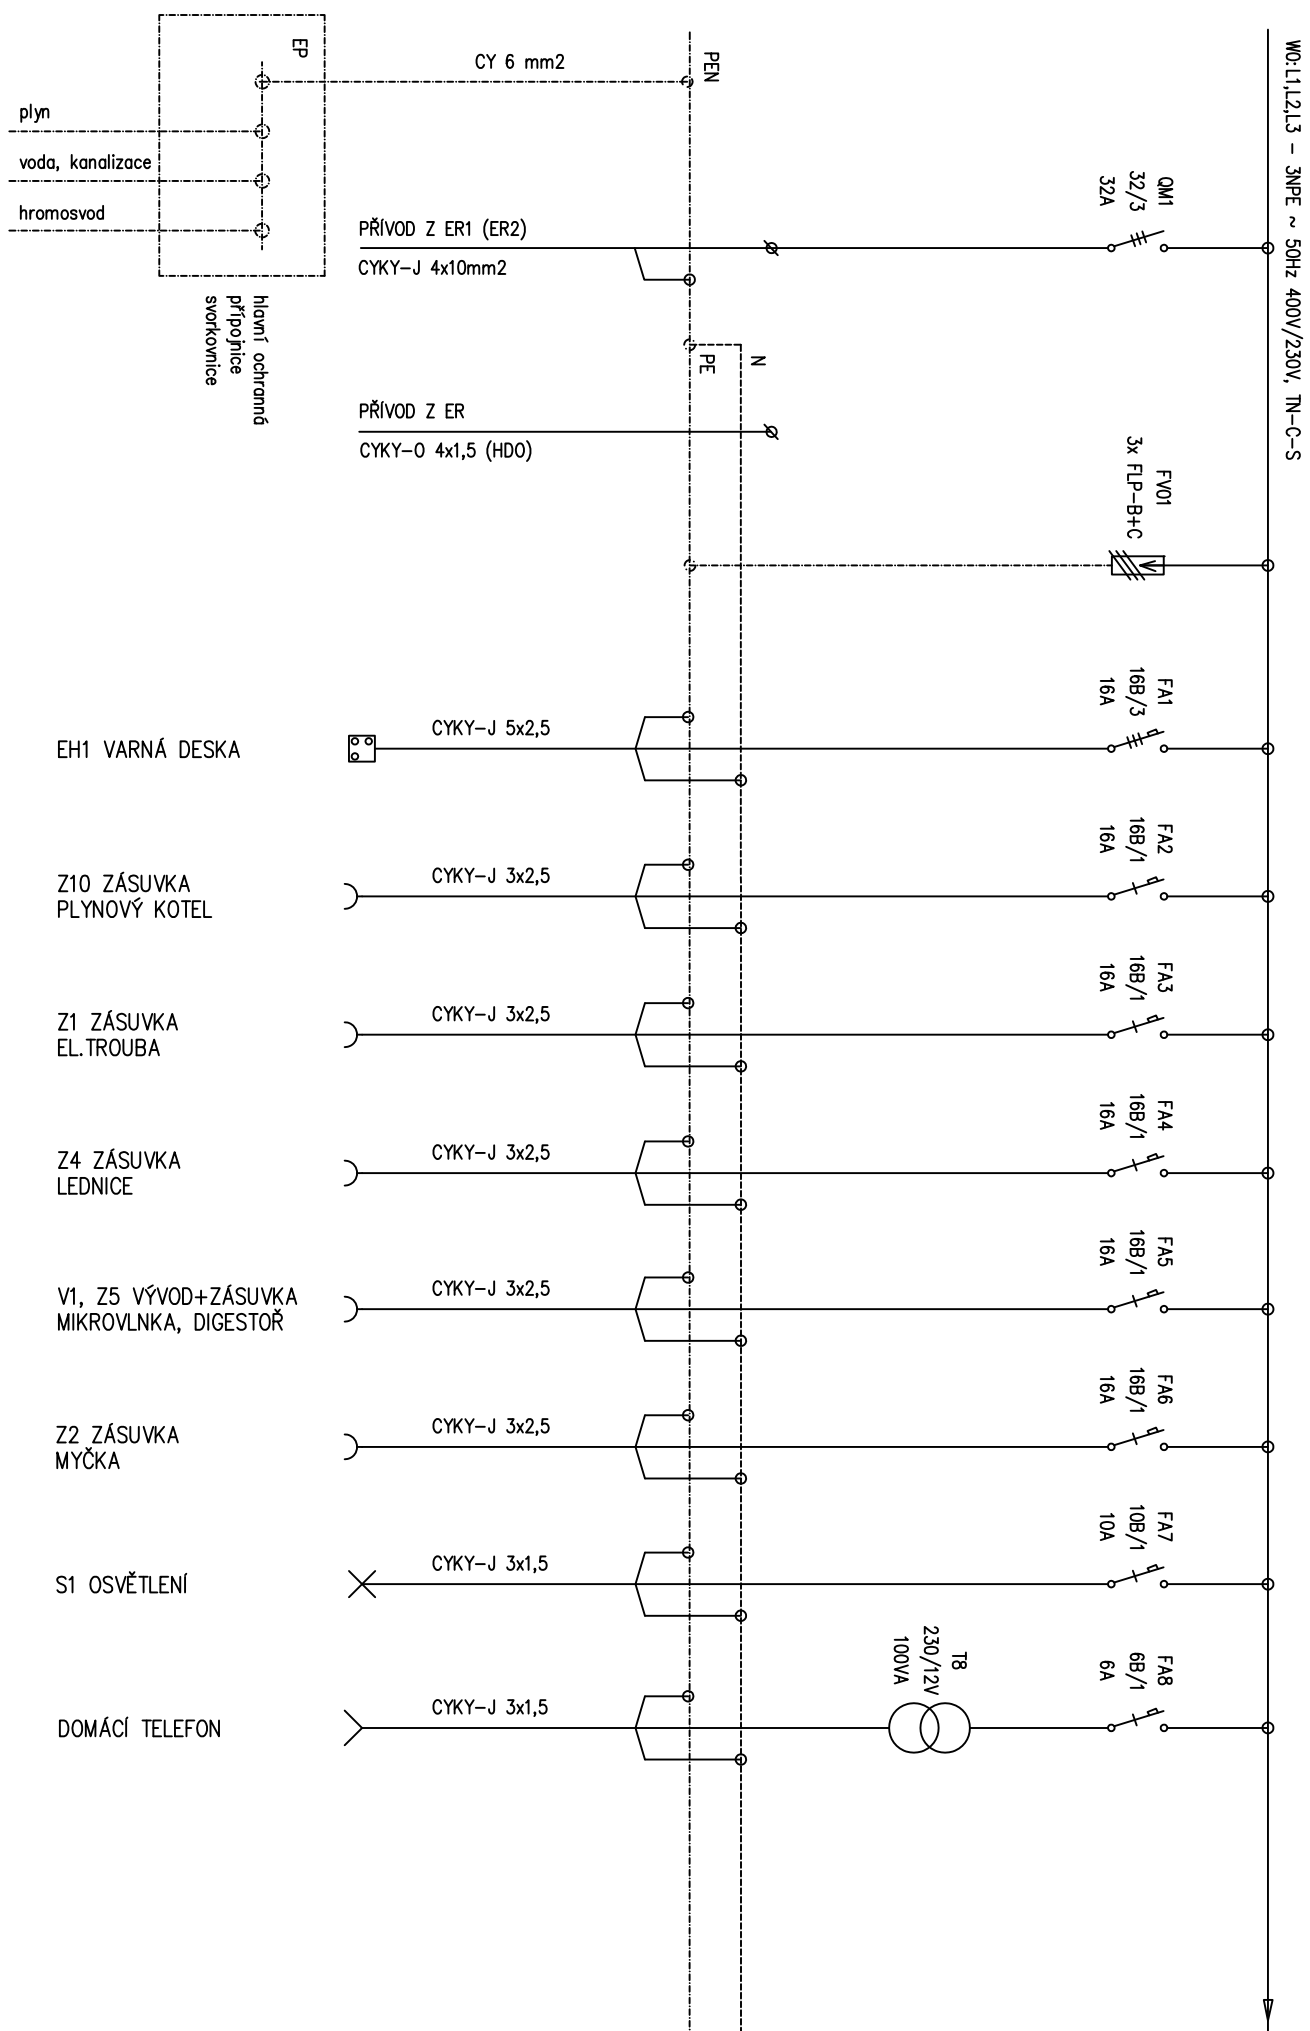 W0:L1,L2,L3 – 3NPE ~ 50Hz 400V/230V, TN–C–S
EP
CY 6 mm2
PEN
plyn
voda, kanalizace
hromosvod
hlavní ochranná
přípojnice
svorkovnice
PŘÍVOD Z ER1 (ER2)
CYKY–J 4x10mm2
QM1
32/3
32A
PE
N
PŘÍVOD Z ER
CYKY–O 4x1,5 (HDO)
FV01
3x FLP–B+C
EH1 VARNÁ DESKA
CYKY–J 5x2,5
FA1
16B/3
16A
Z10 ZÁSUVKA
PLYNOVÝ KOTEL
CYKY–J 3x2,5
FA2
16B/1
16A
Z1 ZÁSUVKA
EL.TROUBA
CYKY–J 3x2,5
FA3
16B/1
16A
Z4 ZÁSUVKA
LEDNICE
CYKY–J 3x2,5
FA4
16B/1
16A
V1, Z5 VÝVOD+ZÁSUVKA
MIKROVLNKA, DIGESTOŘ
CYKY–J 3x2,5
FA5
16B/1
16A
Z2 ZÁSUVKA
MYČKA
CYKY–J 3x2,5
FA6
16B/1
16A
S1 OSVĚTLENÍ
CYKY–J 3x1,5
FA7
10B/1
10A
DOMÁCÍ TELEFON
CYKY–J 3x1,5
T8
230/12V
100VA
FA8
6B/1
6A